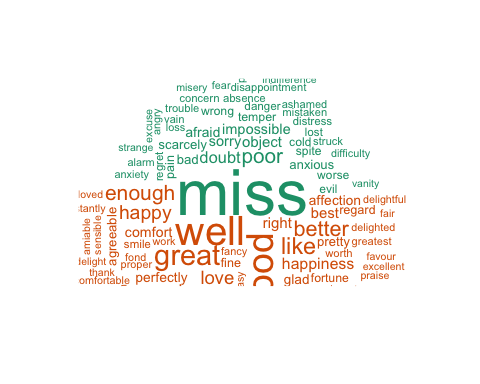 indifference
misery fear disappointment
concern absence
trouble wrong danger ashamed
excuse angry vain temper mistaken
loss afraid impossible distress
lost
strange scarcely sorry object cold struck
regret pain bad doubt poor spite difficulty
alarm anxious
anxiety miss worse
evil vanity
loved enough affection delightful
stantly happy best regard fair
amiable sensible agreeable well right better delighted
comfort
smile work great like pretty greatest
delight fond fancy worth favour
proper fine happiness excellent
thank
omfortable perfectly love asy ood glad fortune praise